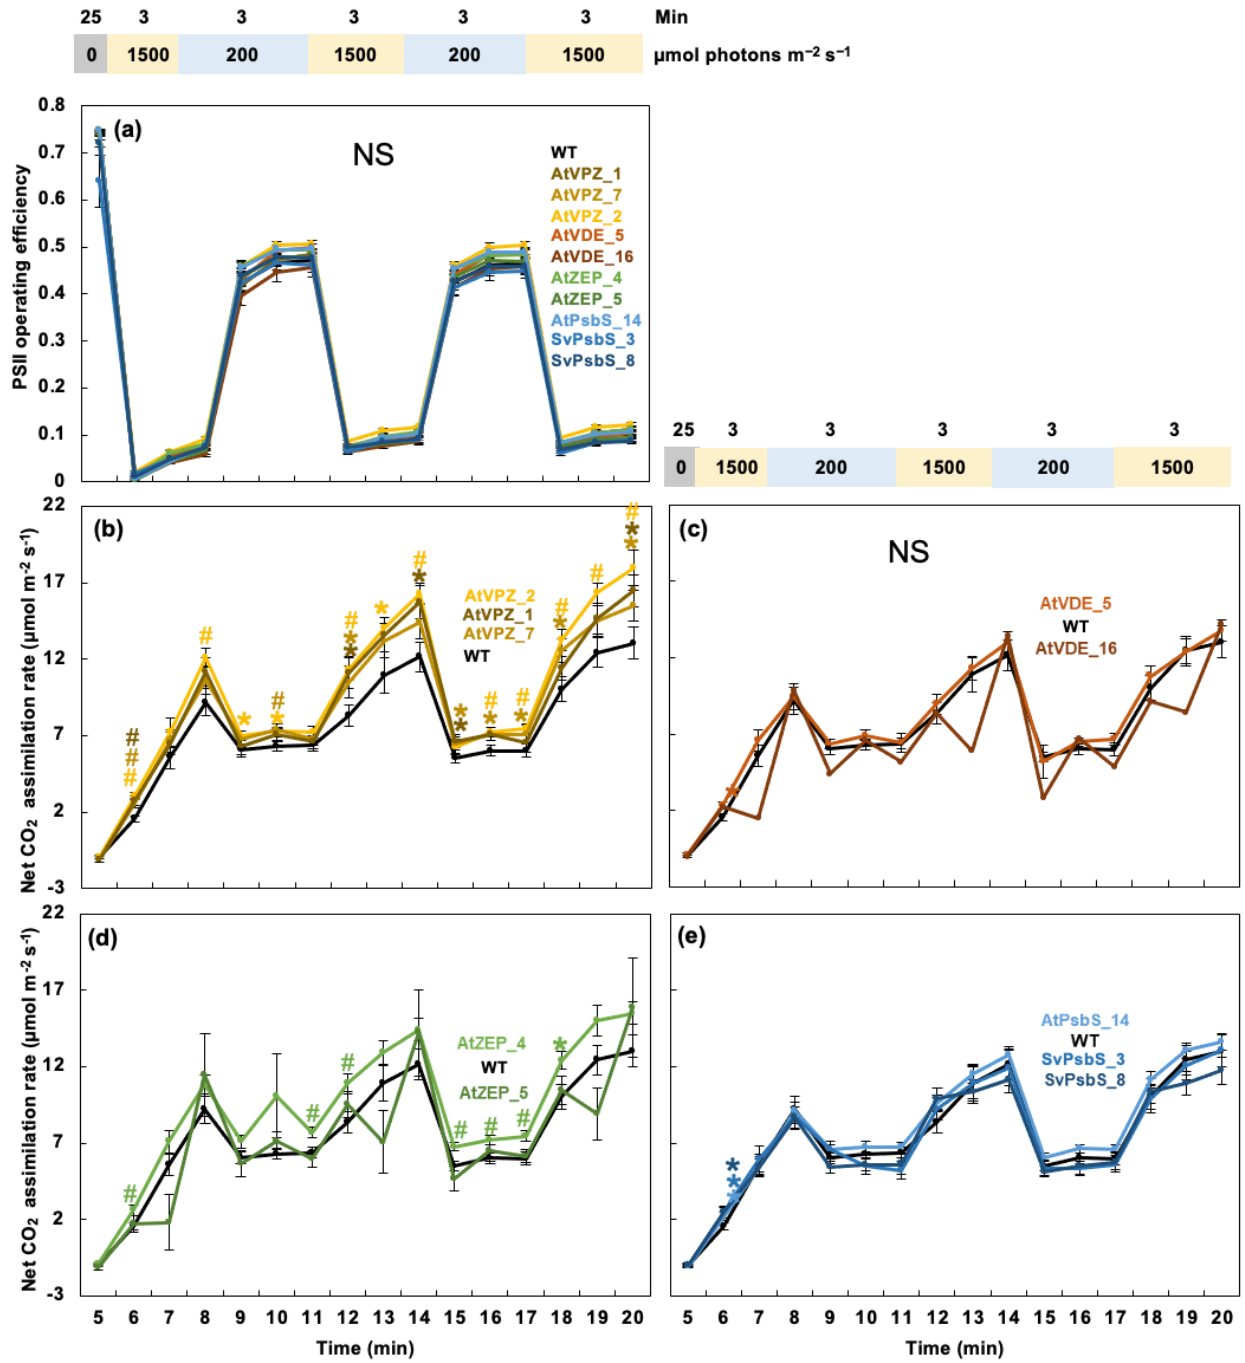 25 3 3 3 3 3 Min
0 1500 200 1500 200 1500 µmol photons m⁻² s⁻¹
(a)
NS
PSII operating efficiency
0.8
0.7
0.6
0.5
0.4
0.3
0.2
0.1
0
WT
AtVPZ_1
AtVPZ_7
AtVPZ_2
AtVDE_5
AtVDE_16
AtZEP_4
AtZEP_5
AtPsbS_14
SvPsbS_3
SvPsbS_8
25 3 3 3 3 3
0 1500 200 1500 200 1500
(b)
Net CO₂ assimilation rate (µmol m⁻² s⁻¹)
22
17
12
7
2
-3
# # # # * # * # * * * # * * * # * # * # * # * # *
AtVPZ_2
AtVPZ_1
AtVPZ_7
WT
(c)
NS
AtVDE_5
WT
AtVDE_16
*
(d)
Net CO₂ assimilation rate (µmol m⁻² s⁻¹)
22
17
12
7
2
-3
# # # # # # *
AtZEP_4
WT
AtZEP_5
5 6 7 8 9 10 11 12 13 14 15 16 17 18 19 20
Time (min)
(e)
AtPsbS_14
WT
SvPsbS_3
SvPsbS_8
*
*
*
5 6 7 8 9 10 11 12 13 14 15 16 17 18 19 20
Time (min)